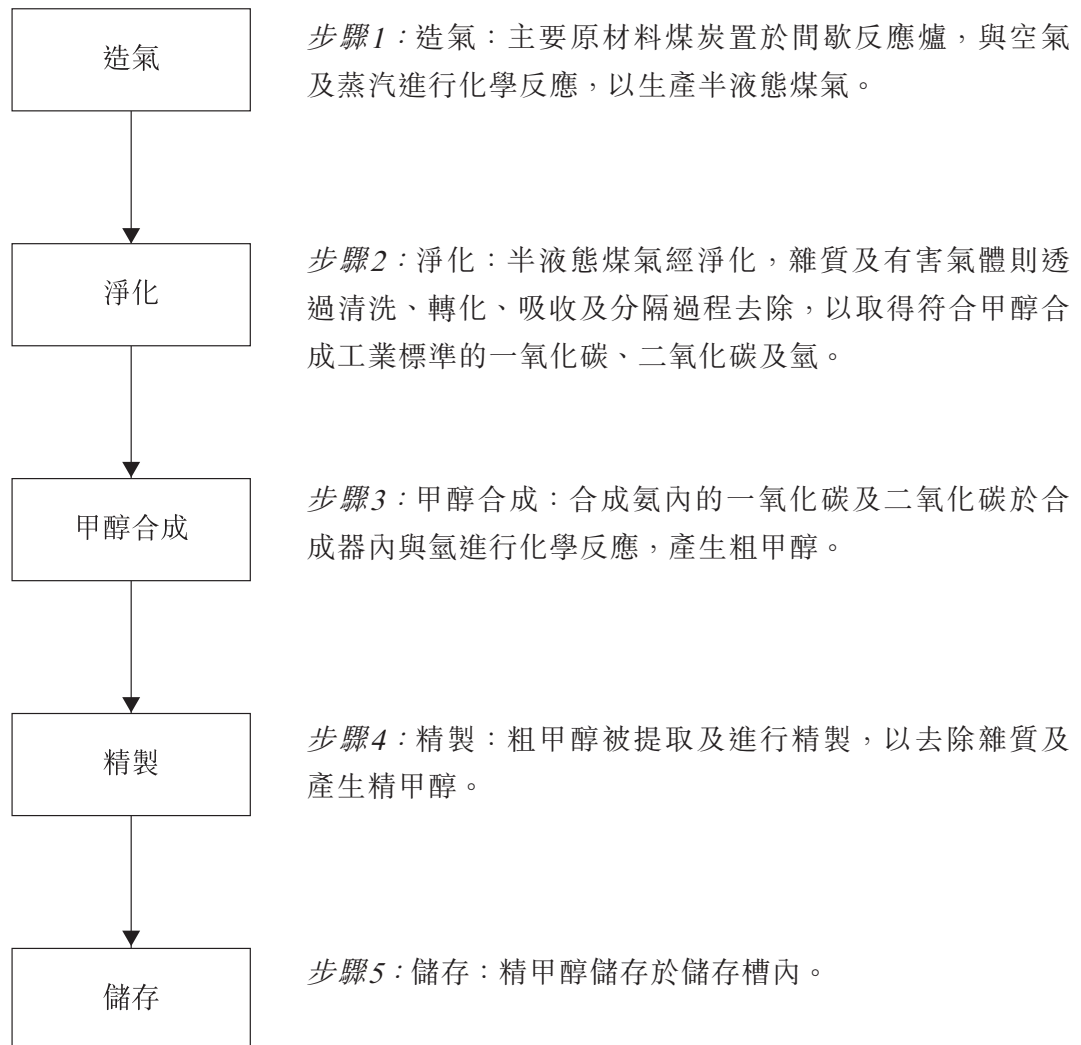 造氣
步驟1：造氣：主要原材料煤炭置於間歇反應爐，與空氣
及蒸汽進行化學反應，以生產半液態煤氣。
淨化
步驟2：淨化：半液態煤氣經淨化，雜質及有害氣體則透
過清洗、轉化、吸收及分隔過程去除，以取得符合甲醇合
成工業標準的一氧化碳、二氧化碳及氫。
甲醇合成
步驟3：甲醇合成：合成氨內的一氧化碳及二氧化碳於合
成器內與氫進行化學反應，產生粗甲醇。
精製
步驟4：精製：粗甲醇被提取及進行精製，以去除雜質及
產生精甲醇。
儲存
步驟5：儲存：精甲醇儲存於儲存槽內。